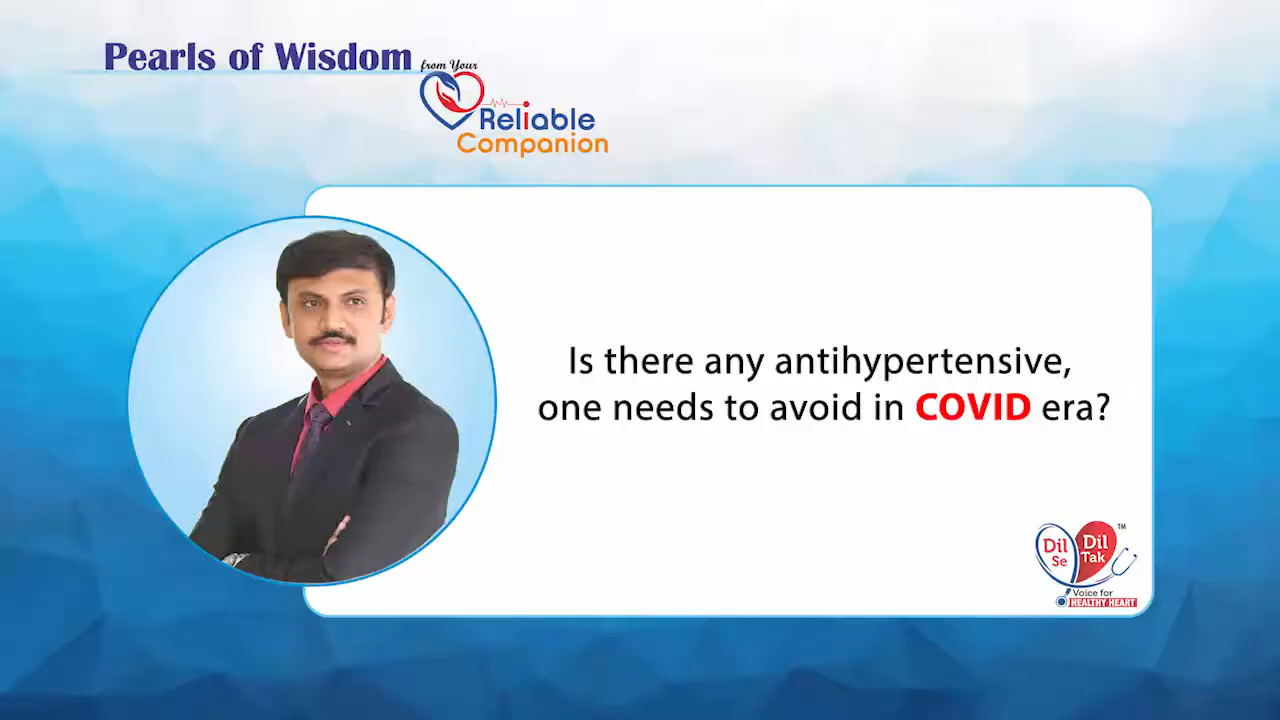 Pearls of Wisdom
from Your
Reliable
Companion
Is there any antihypertensive,
one needs to avoid in COVID era?
Dil Dil
Se Tak
TM
Voice for
HEALTHY HEART